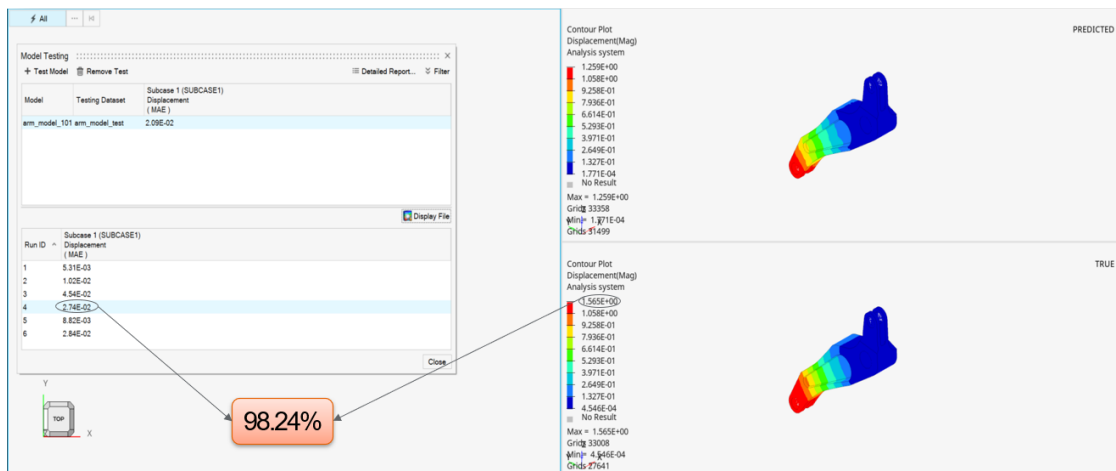 All
Model Testing
+ Test Model Remove Test Detailed Report... Filter
Model Testing Dataset Subcase 1 (SUBCASE1)
Displacement
( MAE )
arm_model_101 arm_model_test 2.09E-02
Display File
Run ID Subcase 1 (SUBCASE1)
Displacement
( MAE )
1 5.31E-03
2 1.02E-02
3 4.54E-02
4 2.74E-02
5 8.82E-03
6 2.84E-02
Close
Y
TOP
X
98.24%
Contour Plot
Displacement(Mag)
Analysis system
PREDICTED
1.259E+00
1.058E+00
9.258E-01
7.936E-01
6.614E-01
5.293E-01
3.971E-01
2.649E-01
1.327E-01
1.771E-04
No Result
Max = 1.259E+00
Grids 33358
Min = 1.771E-04
Grids 31499
Contour Plot
Displacement(Mag)
Analysis system
TRUE
1.565E+00
1.058E+00
9.258E-01
7.936E-01
6.614E-01
5.293E-01
3.971E-01
2.649E-01
1.327E-01
4.546E-04
No Result
Max = 1.565E+00
Grids 33008
Min = 4.546E-04
Grids 27641